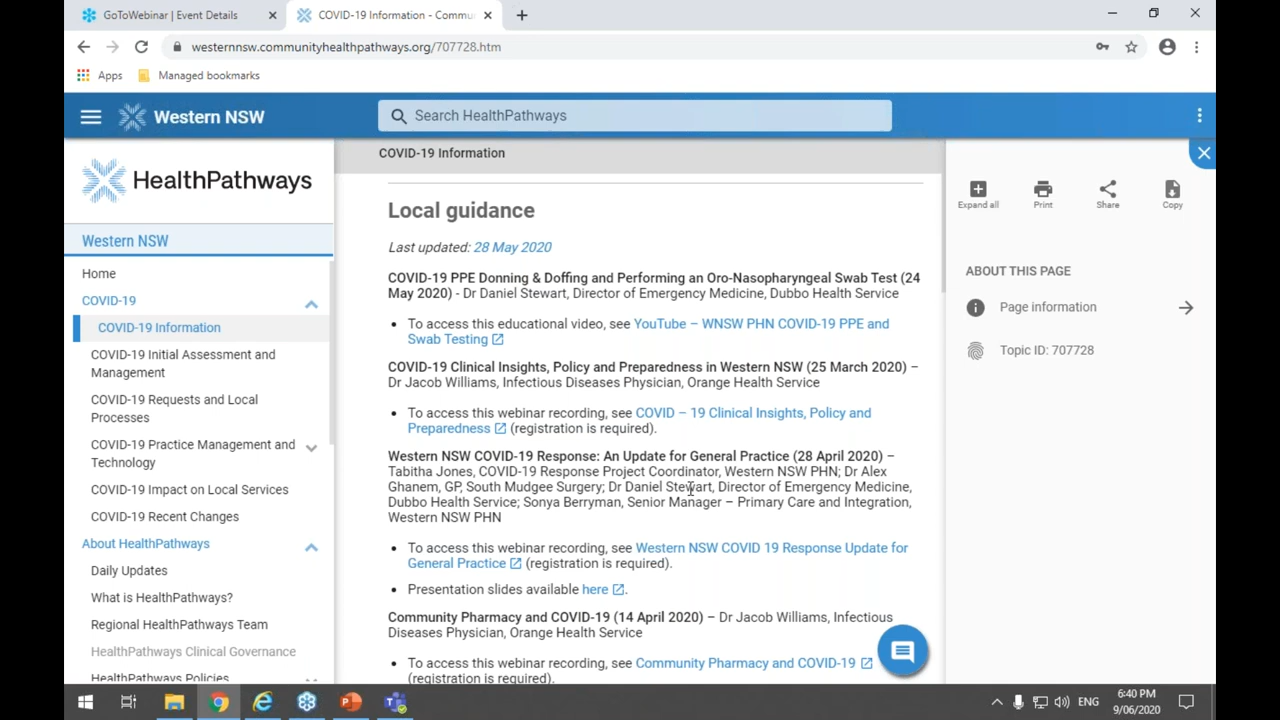 GoToWebinar | Event Details
COVID-19 Information - Commu
westernnsw.communityhealthpathways.org/707728.htm
Apps
Managed bookmarks
Western NSW
Search HealthPathways
HealthPathways
Western NSW
Home
COVID-19
COVID-19 Information
COVID-19 Initial Assessment and
Management
COVID-19 Requests and Local
Processes
COVID-19 Practice Management and
Technology
COVID-19 Impact on Local Services
COVID-19 Recent Changes
About HealthPathways
Daily Updates
What is HealthPathways?
Regional HealthPathways Team
HealthPathways Clinical Governance
HealthPathways Policies
COVID-19 Information
Local guidance
Last updated: 28 May 2020
COVID-19 PPE Donning & Doffing and Performing an Oro-Nasopharyngeal Swab Test (24
May 2020) - Dr Daniel Stewart, Director of Emergency Medicine, Dubbo Health Service
• To access this educational video, see YouTube – WNSW PHN COVID-19 PPE and
Swab Testing
COVID-19 Clinical Insights, Policy and Preparedness in Western NSW (25 March 2020) –
Dr Jacob Williams, Infectious Diseases Physician, Orange Health Service
• To access this webinar recording, see COVID – 19 Clinical Insights, Policy and
Preparedness (registration is required).
Western NSW COVID-19 Response: An Update for General Practice (28 April 2020) –
Tabitha Jones, COVID-19 Response Project Coordinator, Western NSW PHN; Dr Alex
Ghanem, GP, South Mudgee Surgery; Dr Daniel Stewart, Director of Emergency Medicine,
Dubbo Health Service; Sonya Berryman, Senior Manager – Primary Care and Integration,
Western NSW PHN
• To access this webinar recording, see Western NSW COVID 19 Response Update for
General Practice (registration is required).
• Presentation slides available here.
Community Pharmacy and COVID-19 (14 April 2020) – Dr Jacob Williams, Infectious
Diseases Physician, Orange Health Service
• To access this webinar recording, see Community Pharmacy and COVID-19
(registration is required).
Expand all
Print
Share
Copy
ABOUT THIS PAGE
Page information
Topic ID: 707728
ENG
6:40 PM
9/06/2020